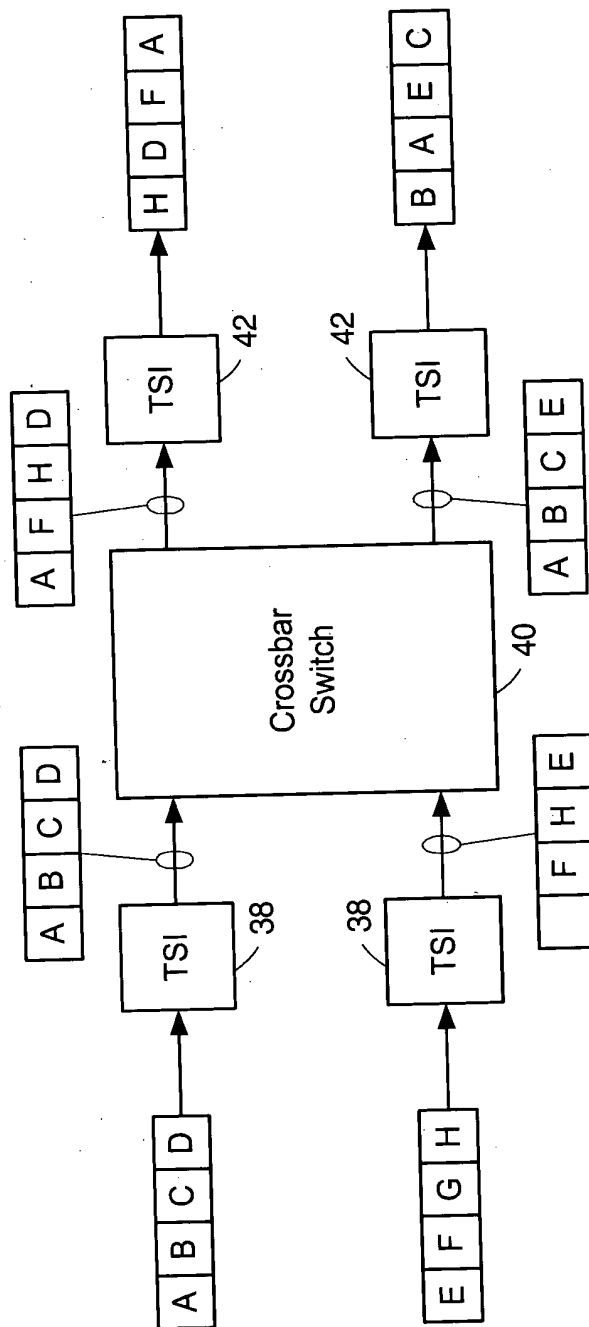 A B C D
TSI
38
A B C D
Crossbar
Switch
40
A F H D
TSI
42
H D F A
E F G H
TSI
38
F H E
A B C E
TSI
42
B A E C